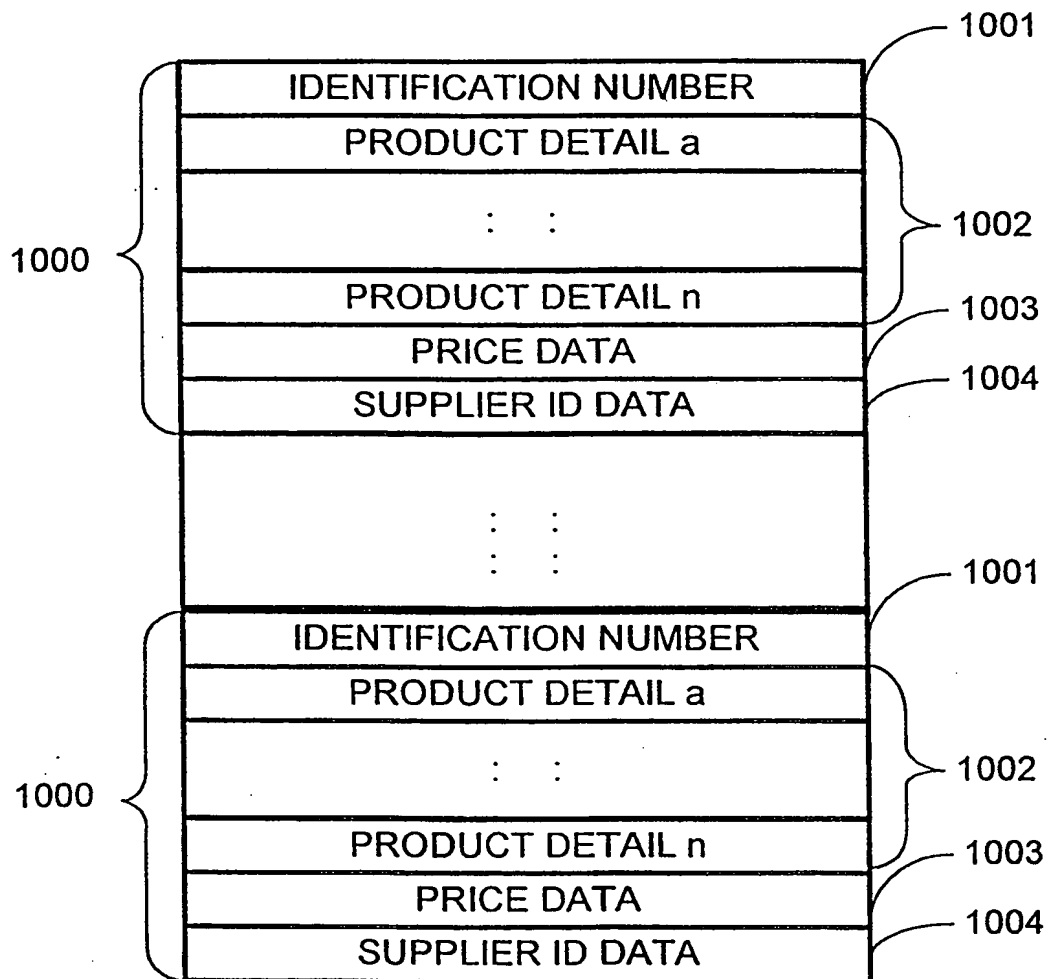 1001
IDENTIFICATION NUMBER
PRODUCT DETAIL a
: :
1002
1000
PRODUCT DETAIL n
1003
PRICE DATA
1004
SUPPLIER ID DATA
: :
: :
1001
IDENTIFICATION NUMBER
PRODUCT DETAIL a
: :
1002
1000
PRODUCT DETAIL n
1003
PRICE DATA
1004
SUPPLIER ID DATA